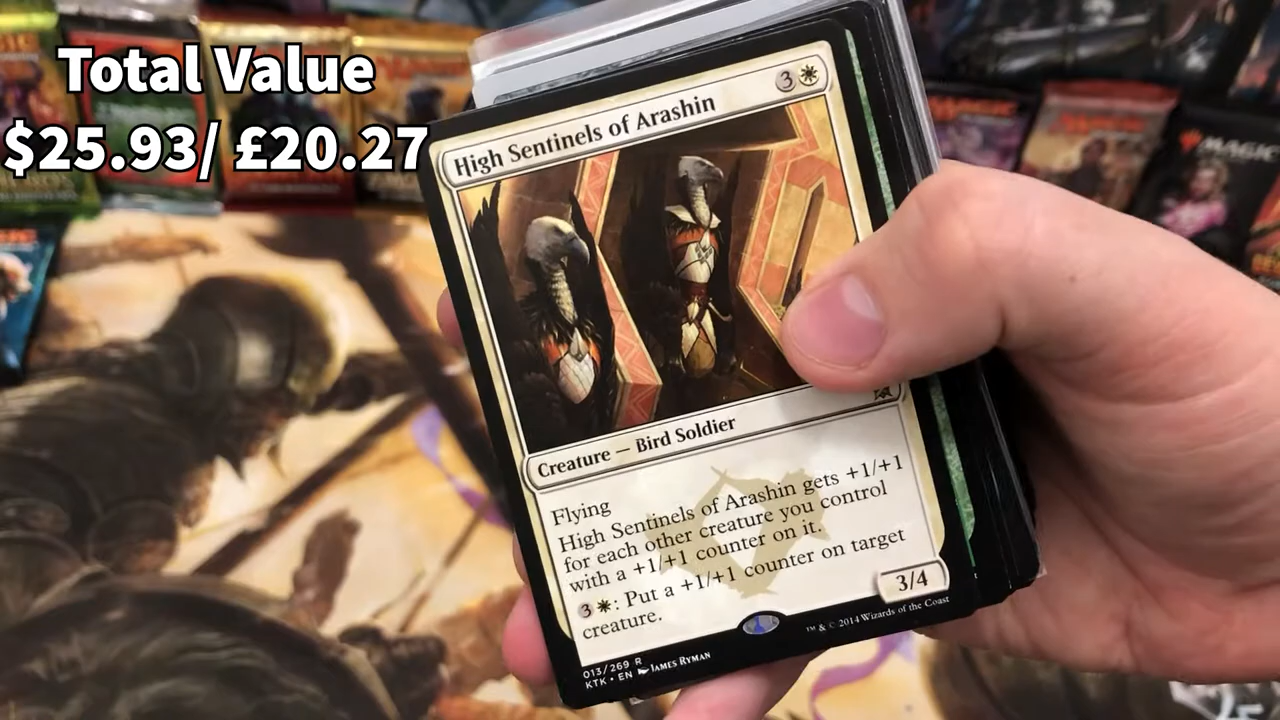 Total Value
$25.93/ £20.27
High Sentinels of Arashin
3
Creature — Bird Soldier
Flying
High Sentinels of Arashin gets +1/+1
for each other creature you control
with a +1/+1 counter on it.
3 : Put a +1/+1 counter on target
creature.
3/4
013/269 R
KTK • EN JAMES RYMAN
™ & © 2014 Wizards of the Coast
MAGIC